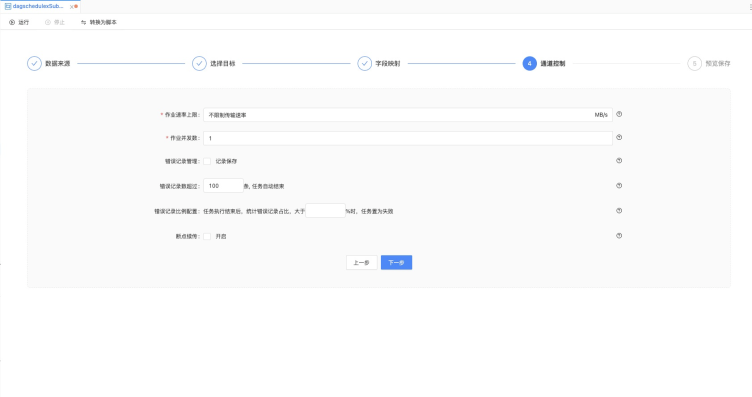 dagschedulexSub...
运行 停止 转换为脚本
数据来源 选择目标 字段映射 4 通道控制 5 预览保存
* 作业速率上限: 不限制传输速率 MB/s
* 作业并发数: 1
错误记录管理: 记录保存
错误记录数超过: 100 条, 任务自动结束
错误记录比例配置: 任务执行结束后, 统计错误记录占比, 大于 %时, 任务置为失败
断点续传: 开启
上一步 下一步